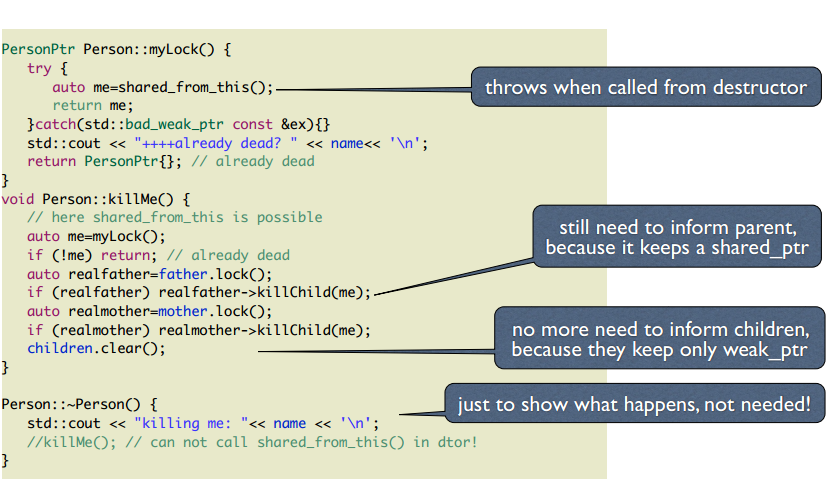 PersonPtr Person::myLock() {
try {
auto me=shared_from_this();
return me;
}catch(std::bad_weak_ptr const &ex){}
std::cout << "++++already dead? " << name<< '\n';
return PersonPtr{}; // already dead
}
throws when called from destructor
void Person::killMe() {
// here shared_from_this is possible
auto me=myLock();
if (!me) return; // already dead
auto realfather=father.lock();
if (realfather) realfather->killChild(me);
auto realmother=mother.lock();
if (realmother) realmother->killChild(me);
children.clear();
}
still need to inform parent,
because it keeps a shared_ptr
no more need to inform children,
because they keep only weak_ptr
Person::~Person() {
std::cout << "killing me: "<< name << '\n';
//killMe(); // can not call shared_from_this() in dtor!
}
just to show what happens, not needed!